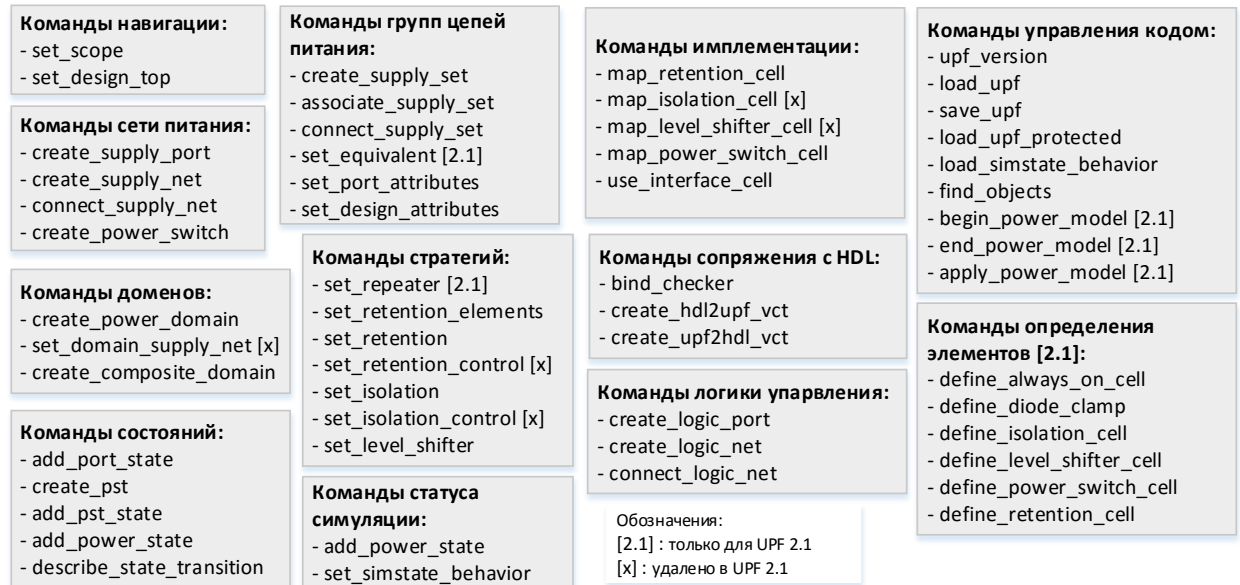 Команды навигации:
- set_scope
- set_design_top
Команды сети питания:
- create_supply_port
- create_supply_net
- connect_supply_net
- create_power_switch
Команды доменов:
- create_power_domain
- set_domain_supply_net [x]
- create_composite_domain
Команды состояний:
- add_port_state
- create_pst
- add_pst_state
- add_power_state
- describe_state_transition
Команды групп цепей
питания:
- create_supply_set
- associate_supply_set
- connect_supply_set
- set_equivalent [2.1]
- set_port_attributes
- set_design_attributes
Команды стратегий:
- set_repeater [2.1]
- set_retention_elements
- set_retention
- set_retention_control [x]
- set_isolation
- set_isolation_control [x]
- set_level_shifter
Команды статуса
симуляции:
- add_power_state
- set_simstate_behavior
Команды имплементации:
- map_retention_cell
- map_isolation_cell [x]
- map_level_shifter_cell [x]
- map_power_switch_cell
- use_interface_cell
Команды сопряжения с HDL:
- bind_checker
- create_hdl2upf_vct
- create_upf2hdl_vct
Команды логики упарвления:
- create_logic_port
- create_logic_net
- connect_logic_net
Обозначения:
[2.1] : только для UPF 2.1
[x] : удалено в UPF 2.1
Команды управления кодом:
- upf_version
- load_upf
- save_upf
- load_upf_protected
- load_simstate_behavior
- find_objects
- begin_power_model [2.1]
- end_power_model [2.1]
- apply_power_model [2.1]
Команды определения
элементов [2.1]:
- define_always_on_cell
- define_diode_clamp
- define_isolation_cell
- define_level_shifter_cell
- define_power_switch_cell
- define_retention_cell